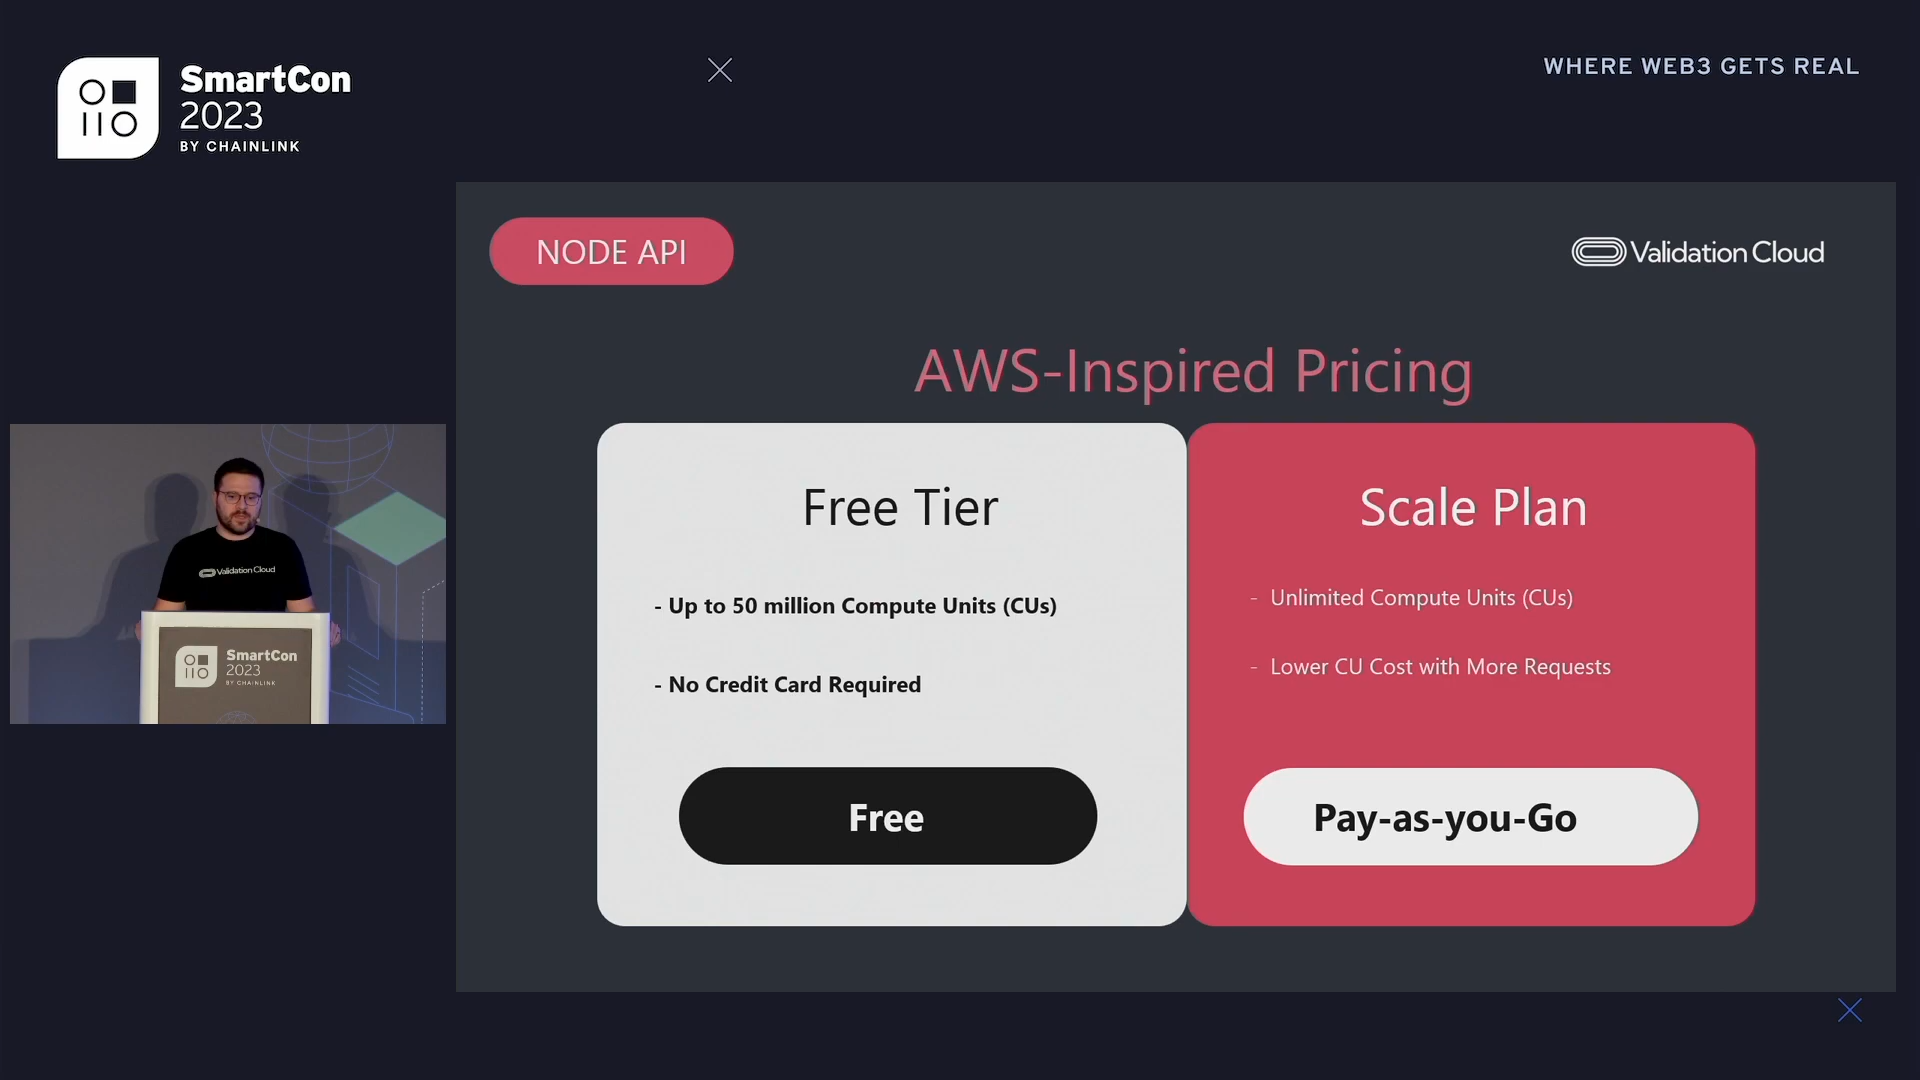 SmartCon
2023
BY CHAINLINK
WHERE WEB3 GETS REAL
NODE API
Validation Cloud
AWS-Inspired Pricing
Free Tier
- Up to 50 million Compute Units (CUs)
- No Credit Card Required
Free
Scale Plan
- Unlimited Compute Units (CUs)
- Lower CU Cost with More Requests
Pay-as-you-Go
Validation Cloud
SmartCon
2023
BY CHAINLINK